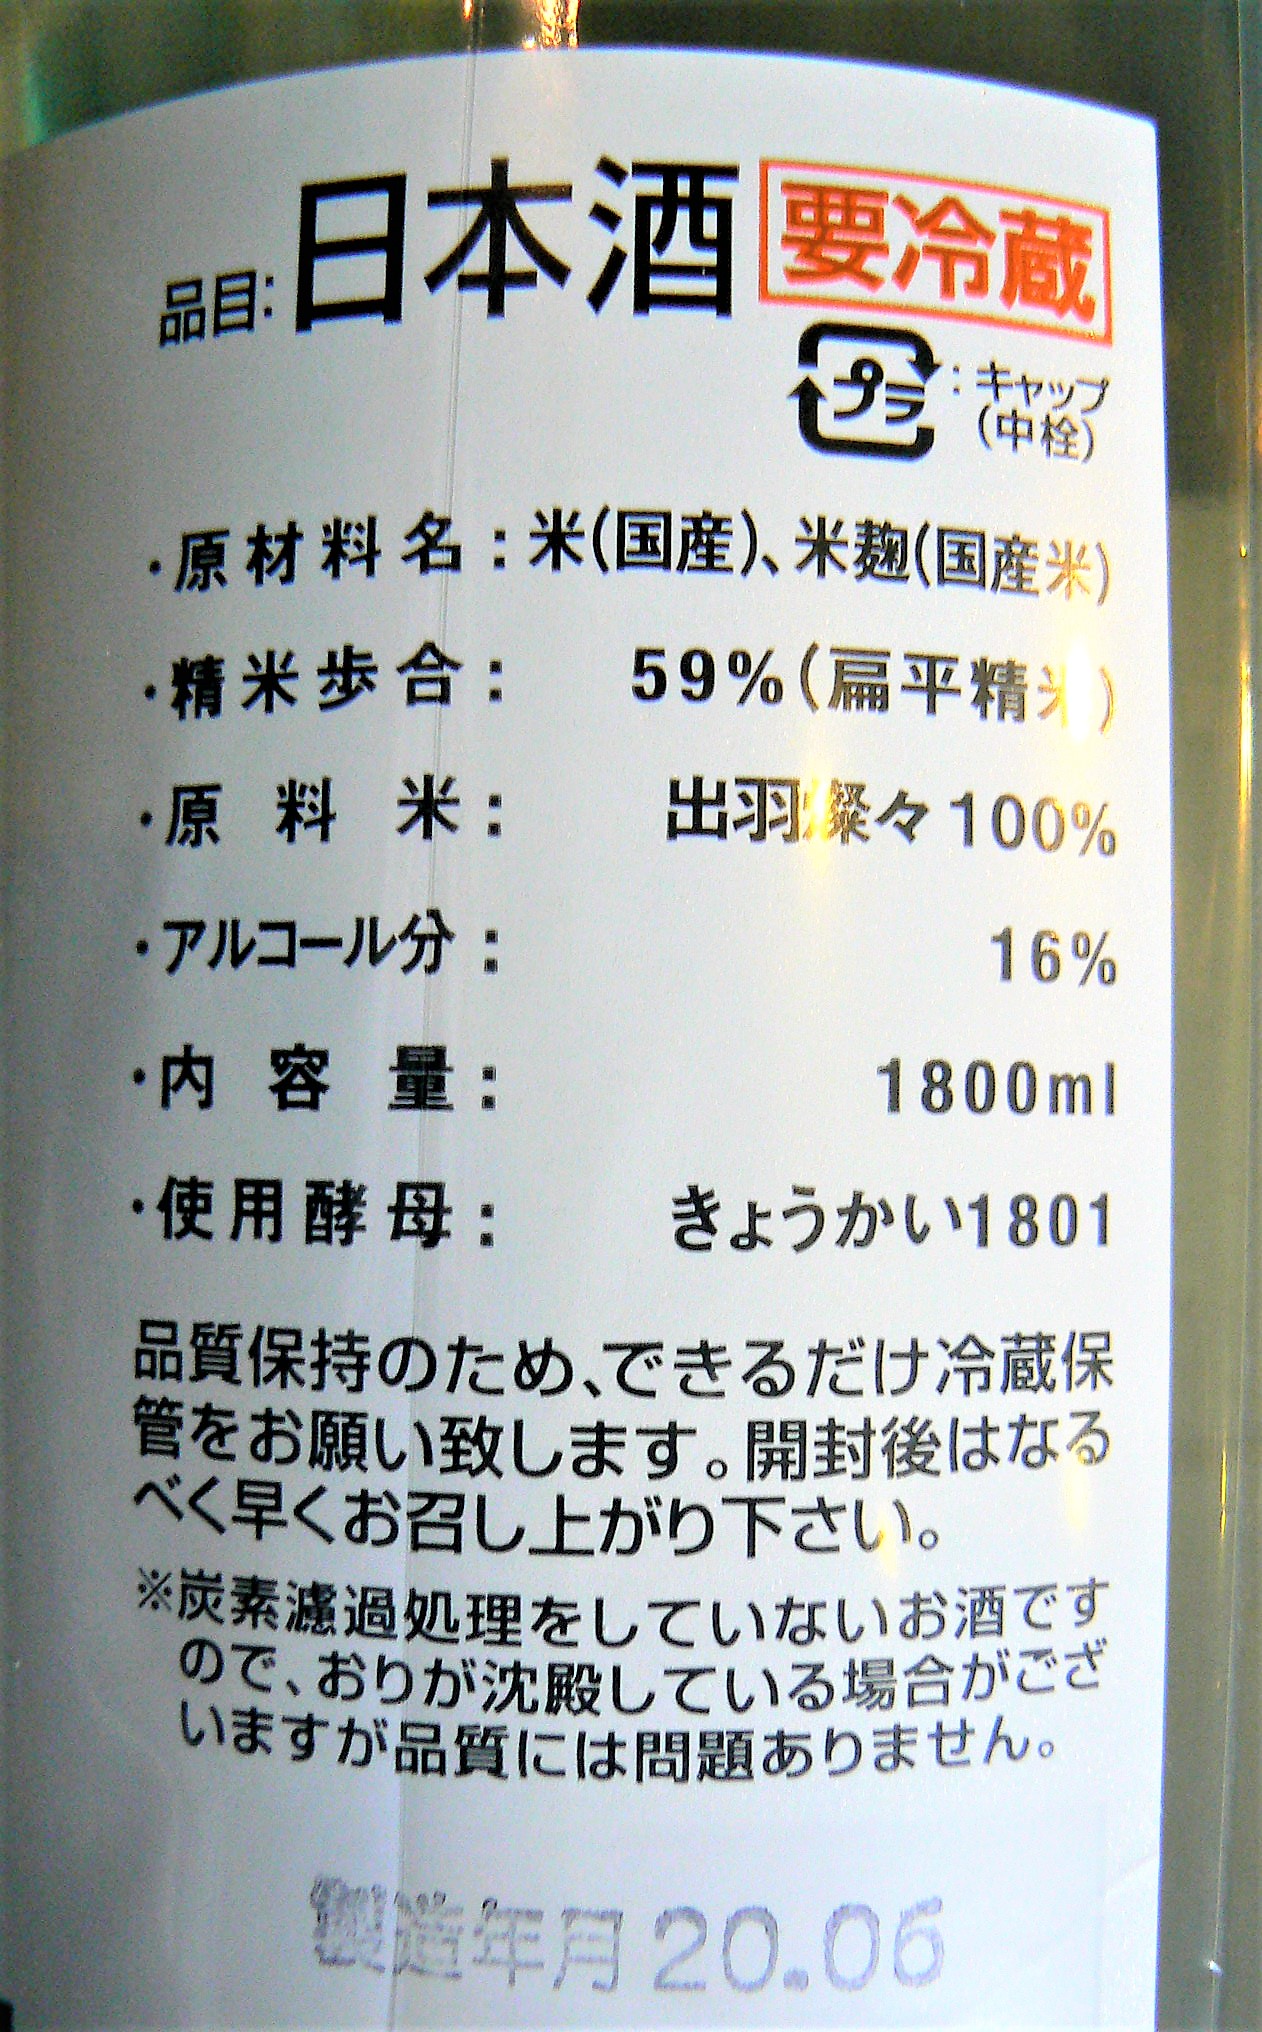 品目:日本酒 要冷蔵
プラ :キャップ
(中栓)
・原材料名:米(国産)、米麹(国産米)
・精米歩合: 59%(扁平精米)
・原料米: 出羽燦々100%
・アルコール分: 16%
・内容量: 1800ml
・使用酵母: きょうかい1801
品質保持のため、できるだけ冷蔵保
管をお願い致します。開封後はなる
べく早くお召し上がり下さい。
※炭素濾過処理をしていないお酒です
ので、おりが沈殿している場合がござ
いますが品質には問題ありません。
製造年月20.06